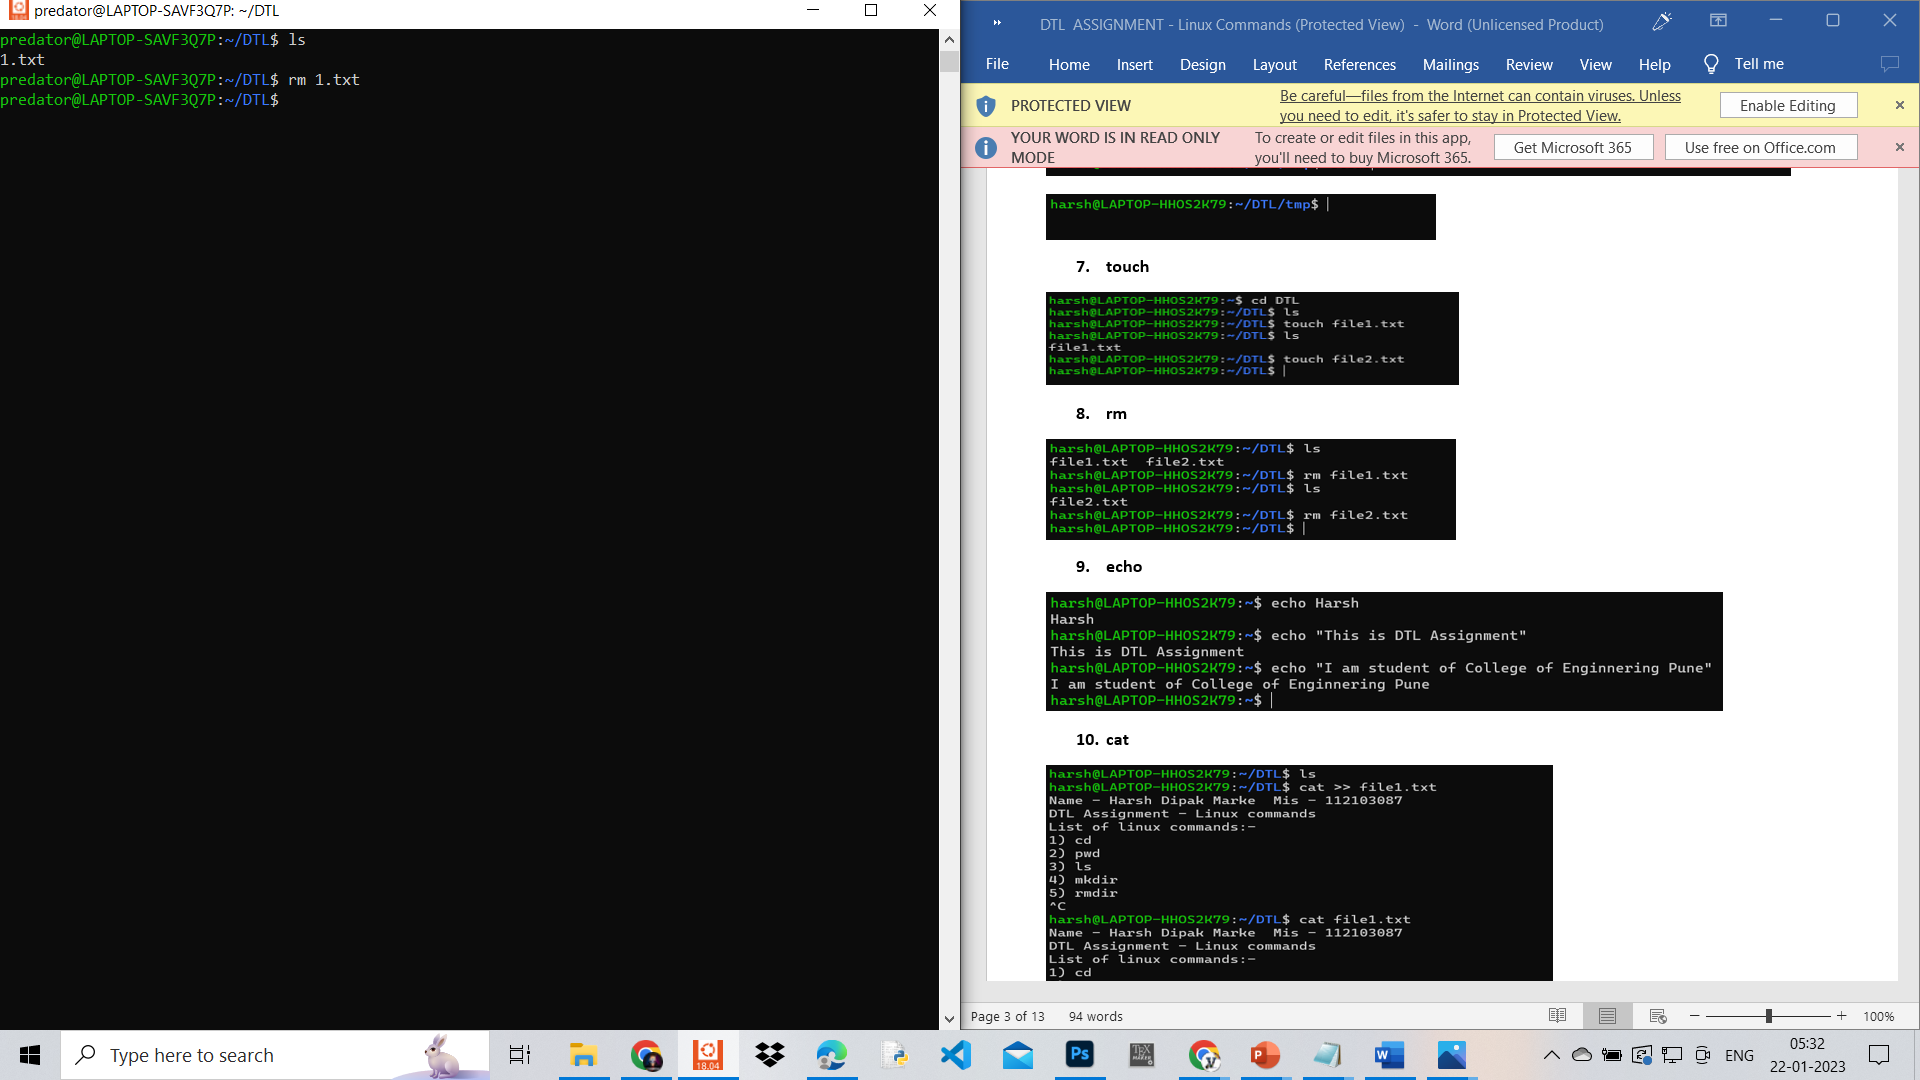 predator@LAPTOP-SAVF3Q7P: ~/DTL
predator@LAPTOP-SAVF3Q7P:~/DTL$ ls
1.txt
predator@LAPTOP-SAVF3Q7P:~/DTL$ rm 1.txt
predator@LAPTOP-SAVF3Q7P:~/DTL$
DTL ASSIGNMENT - Linux Commands (Protected View) - Word (Unlicensed Product)
File Home Insert Design Layout References Mailings Review View Help Tell me
PROTECTED VIEW
Be careful—files from the Internet can contain viruses. Unless
you need to edit, it's safer to stay in Protected View.
Enable Editing
YOUR WORD IS IN READ ONLY
MODE
To create or edit files in this app,
you'll need to buy Microsoft 365.
Get Microsoft 365
Use free on Office.com
harsh@LAPTOP-HHOS2K79:~/DTL/tmp$
7. touch
harsh@LAPTOP-HHOS2K79:~$ cd DTL
harsh@LAPTOP-HHOS2K79:~/DTL$ ls
harsh@LAPTOP-HHOS2K79:~/DTL$ touch file1.txt
harsh@LAPTOP-HHOS2K79:~/DTL$ ls
file1.txt
harsh@LAPTOP-HHOS2K79:~/DTL$ touch file2.txt
harsh@LAPTOP-HHOS2K79:~/DTL$
8. rm
harsh@LAPTOP-HHOS2K79:~/DTL$ ls
file1.txt file2.txt
harsh@LAPTOP-HHOS2K79:~/DTL$ rm file1.txt
harsh@LAPTOP-HHOS2K79:~/DTL$ ls
file2.txt
harsh@LAPTOP-HHOS2K79:~/DTL$ rm file2.txt
harsh@LAPTOP-HHOS2K79:~/DTL$
9. echo
harsh@LAPTOP-HHOS2K79:~$ echo Harsh
Harsh
harsh@LAPTOP-HHOS2K79:~$ echo "This is DTL Assignment"
This is DTL Assignment
harsh@LAPTOP-HHOS2K79:~$ echo "I am student of College of Enginnering Pune"
I am student of College of Enginnering Pune
harsh@LAPTOP-HHOS2K79:~$
10. cat
harsh@LAPTOP-HHOS2K79:~/DTL$ ls
harsh@LAPTOP-HHOS2K79:~/DTL$ cat >> file1.txt
Name - Harsh Dipak Marke Mis - 112103087
DTL Assignment - Linux commands
List of linux commands:-
1) cd
2) pwd
3) ls
4) mkdir
5) rmdir
^C
harsh@LAPTOP-HHOS2K79:~/DTL$ cat file1.txt
Name - Harsh Dipak Marke Mis - 112103087
DTL Assignment - Linux commands
List of linux commands:-
1) cd
Page 3 of 13 94 words
100%
Type here to search
18.04
Ps
ENG
05:32
22-01-2023